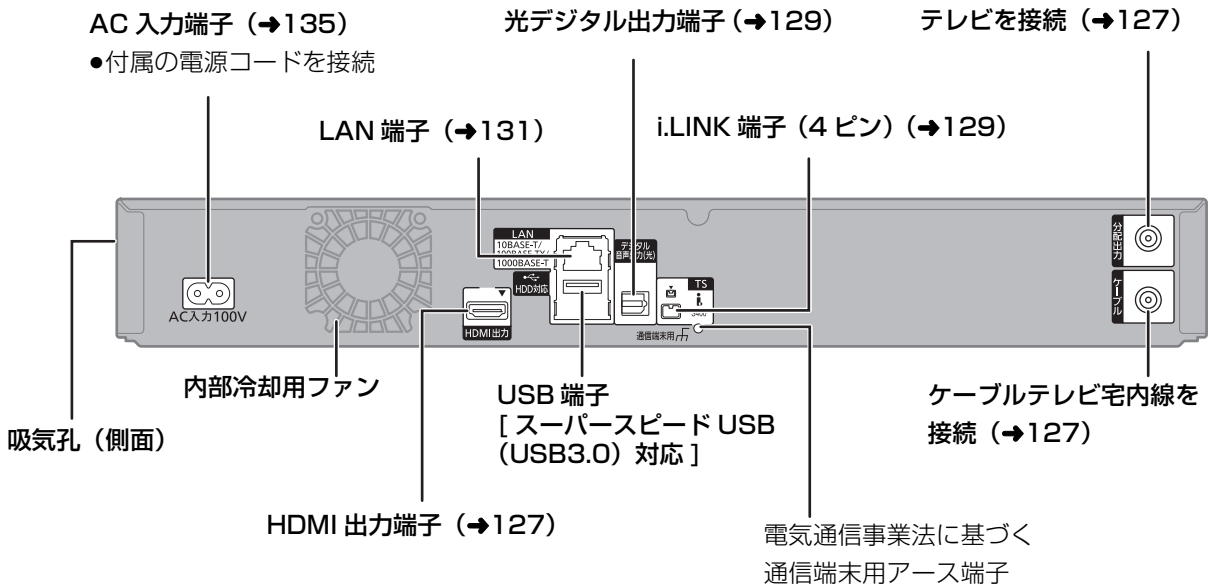 AC 入力端子（➜135）
●付属の電源コードを接続
光デジタル出力端子（➜129）
テレビを接続（➜127）
LAN 端子（➜131）
i.LINK 端子（4 ピン）（➜129）
LAN
10BASE-T/
100BASE-TX/
1000BASE-T
HDD対応
デジタル
音声出力(光)
TS
i.
S400
分配出力
ケーブル
AC入力100V
HDMI出力
通信端末用
内部冷却用ファン
吸気孔（側面）
USB 端子
[ スーパースピード USB
（USB3.0）対応 ]
ケーブルテレビ宅内線を
接続（➜127）
HDMI 出力端子（➜127）
電気通信事業法に基づく
通信端末用アース端子